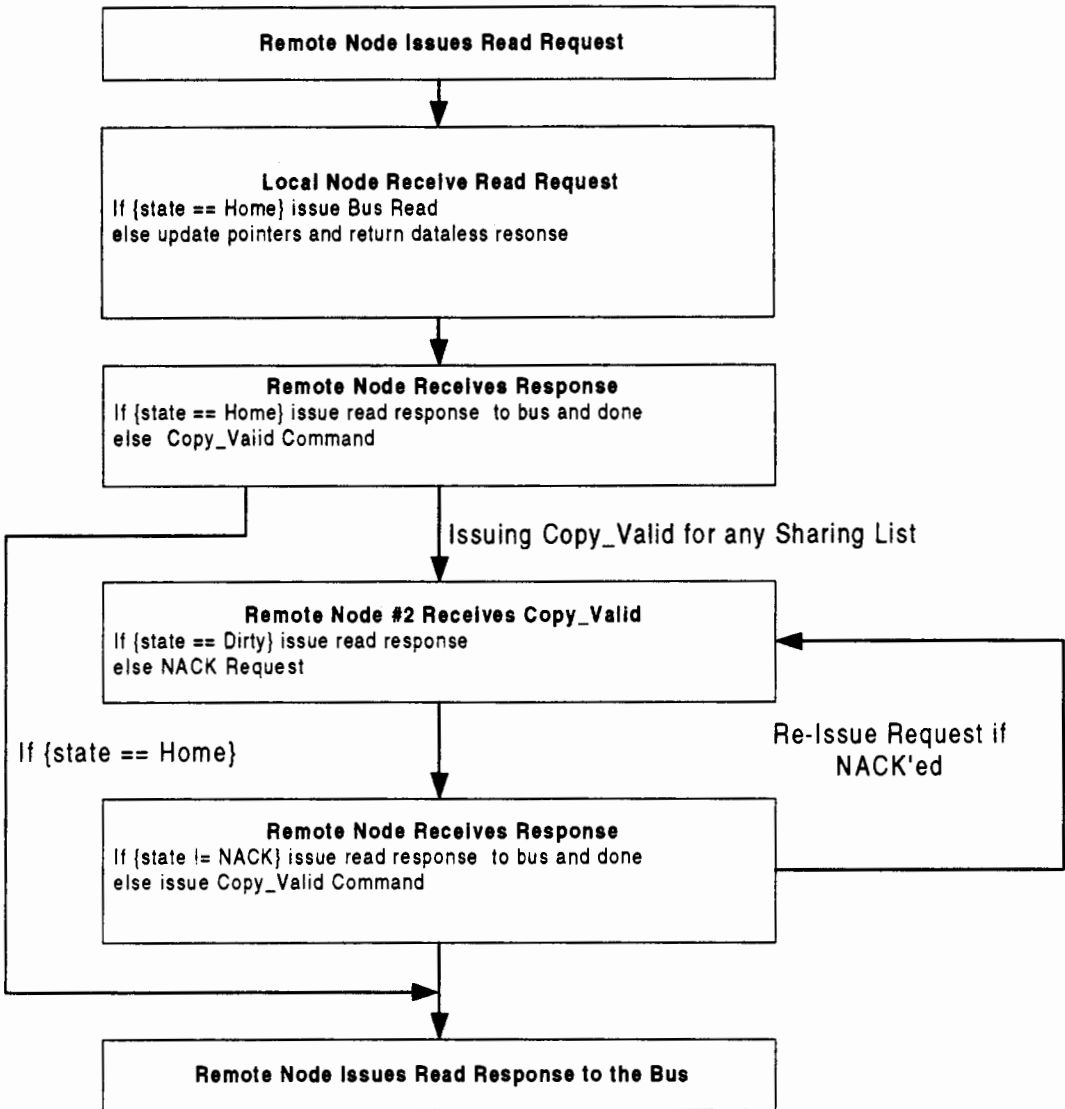 Remote Node Issues Read Request
Local Node Receive Read Request
If {state == Home} issue Bus Read
else update pointers and return dataless resonse
Remote Node Receives Response
If {state == Home} issue read response to bus and done
else Copy_Valid Command
Issuing Copy_Valid for any Sharing List
Remote Node #2 Receives Copy_Valid
If {state == Dirty} issue read response
else NACK Request
If {state == Home}
Re-Issue Request if
NACK'ed
Remote Node Receives Response
If {state != NACK} issue read response to bus and done
else issue Copy_Valid Command
Remote Node Issues Read Response to the Bus